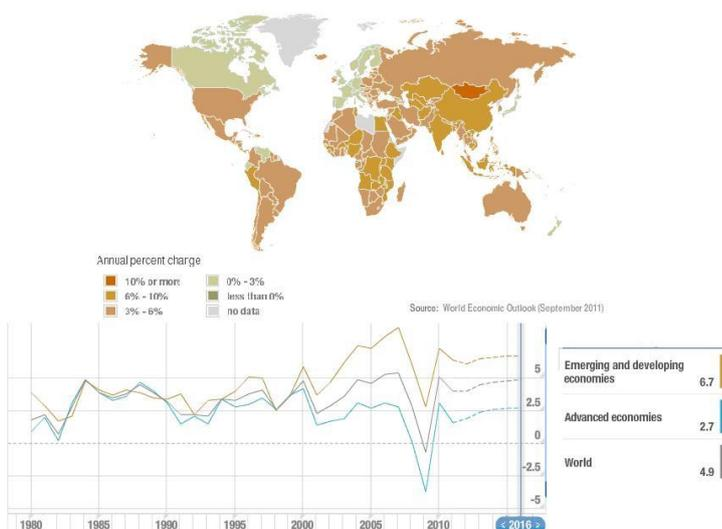 Annual percent change
10% or more
0% - 3%
6% - 10%
less than 0%
3% - 6%
no data
Source: World Economic Outlook (September 2011)
5
2.5
0
-2.5
-5
1980
1985
1990
1995
2000
2005
2010
< 2016 >
Emerging and developing
economies
6.7
Advanced economies
2.7
World
4.9